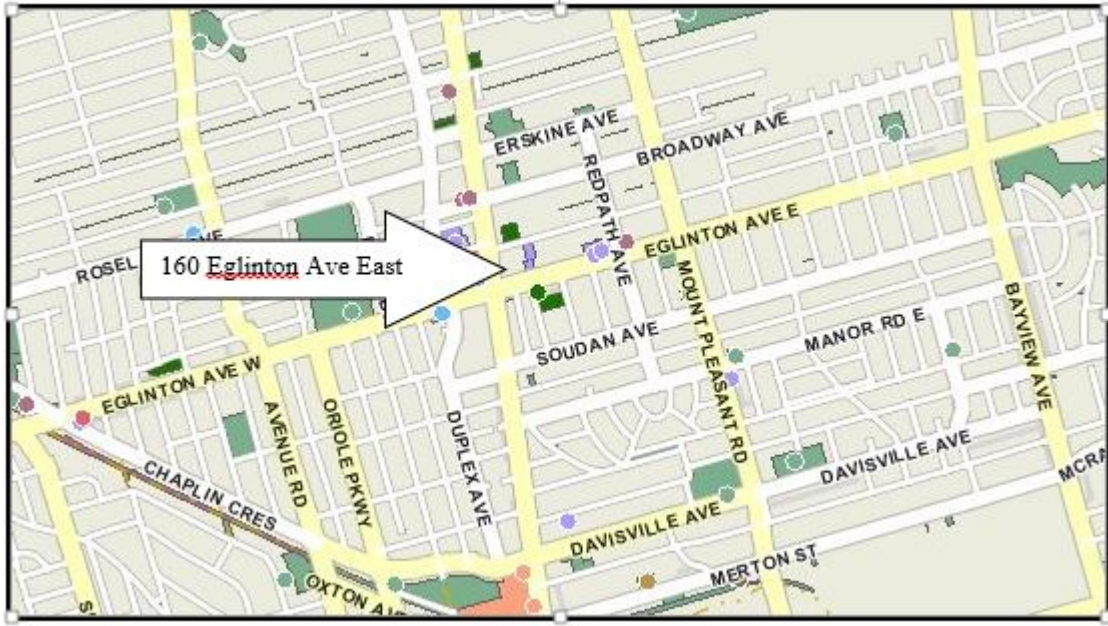 ERSKINE AVE
BROADWAY AVE
REDPATH AVE
EGLINTON AVE E
ROSEL
AVE
160 Eglinton Ave East
MOUNT PLEASANT RD
BAYVIEW AVE
SOUDAN AVE
MANOR RD E
EGLINTON AVE W
AVENUE RD
ORIOLE PKWY
DUPLEX AVE
CHAPLIN CRES
DAVISVILLE AVE
MCRA
DAVISVILLE AVE
MERTON ST
OXTON AV